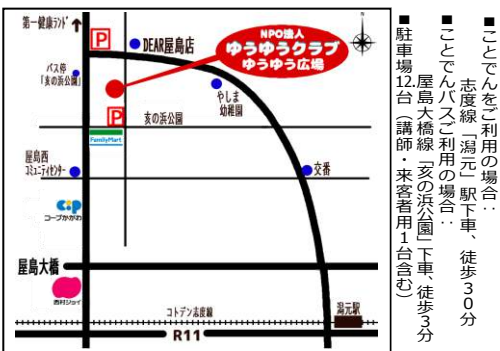 ■ことでんをご利用の場合：
志度線「潟元」駅下車、徒歩30分
■ことでんバスご利用の場合：
屋島大橋線「亥の浜公園」下車、徒歩3分
■駐車場12台（講師・来客者用1台含む）
第一健康ランド
P
DEAR屋島店
NPO法人
ゆうゆうクラブ
ゆうゆう広場
バス停
「亥の浜公園」
やしま
幼稚園
P
亥の浜公園
FamilyMart
屋島西
コミュニティセンター
交番
コープかがわ
屋島大橋
西村ジョイ
コトデン志度線
潟元駅
R11